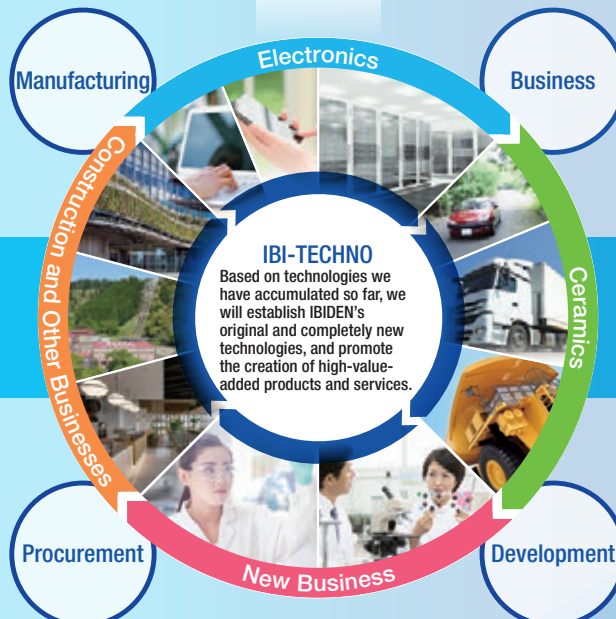 Electronics
Manufacturing
Business
Construction and Other Businesses
IBI-TECHNO
Based on technologies we
have accumulated so far, we
will establish IBIDEN's
original and completely new
technologies, and promote
the creation of high-value-
added products and services.
Ceramics
Procurement
Development
New Business